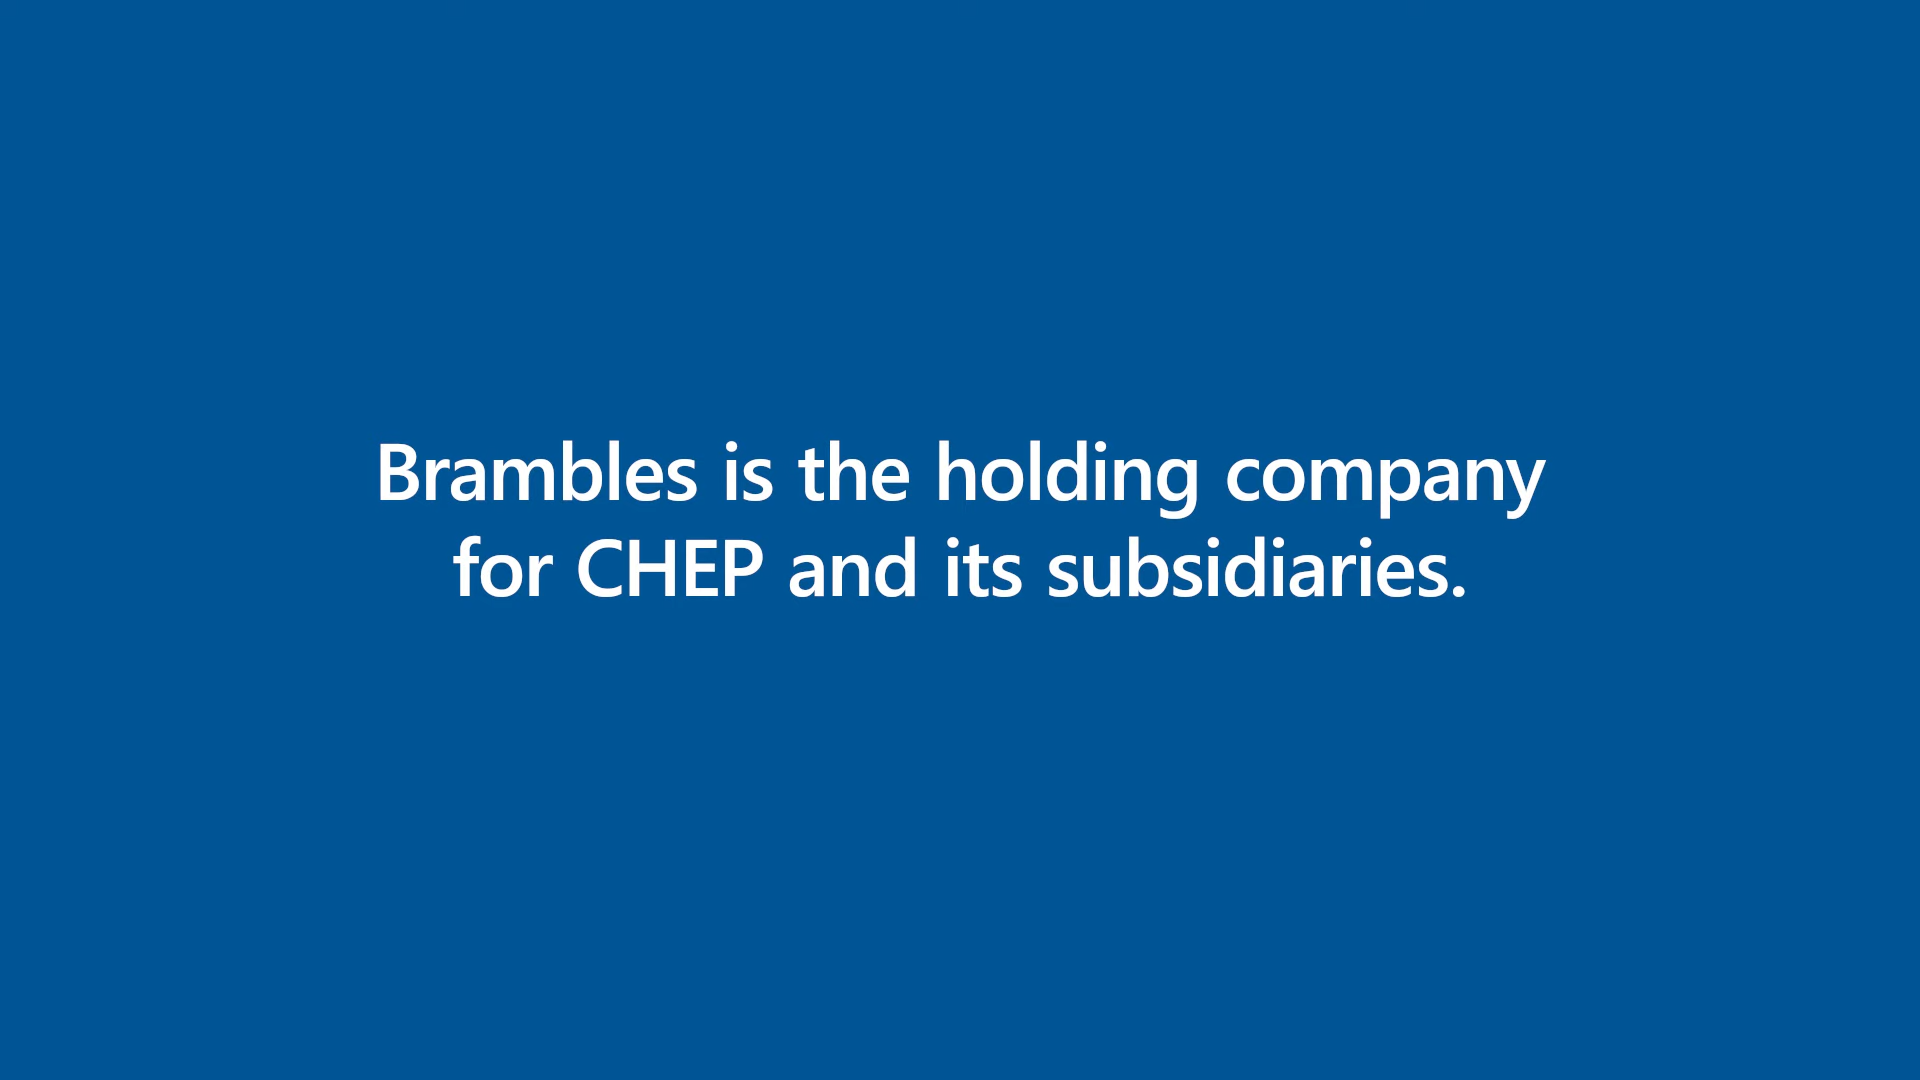 Brambles is the holding company
for CHEP and its subsidiaries.